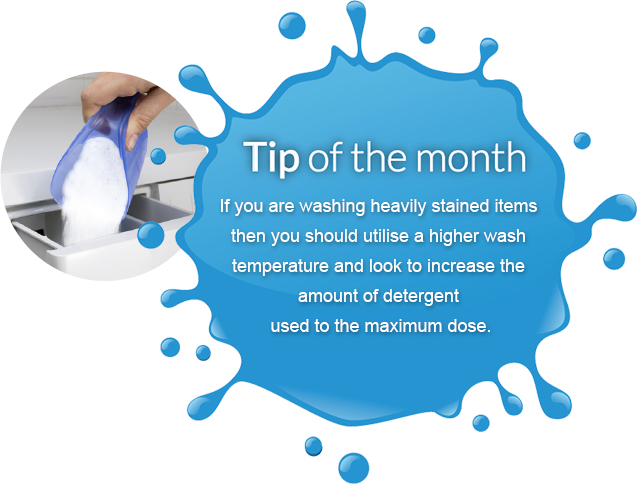 Tip of the month
If you are washing heavily stained items
then you should utilise a higher wash
temperature and look to increase the
amount of detergent
used to the maximum dose.